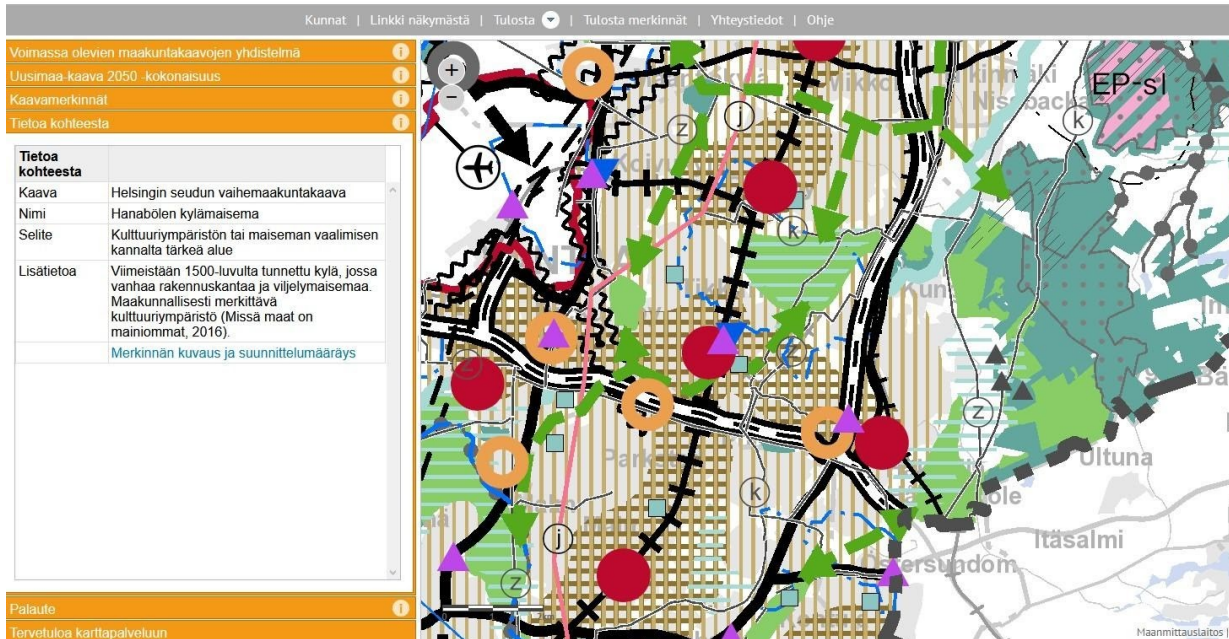 Kunnat | Linkki näkymästä | Tulosta | Tulosta merkinnät | Yhteystiedot | Ohje
Voimassa olevien maakuntakaavojen yhdistelmä
Uusimaa-kaava 2050 -kokonaisuus
Kaavamerkinnät
Tietoa kohteesta
Tietoa kohteesta
Kaava Helsingin seudun vaihemaakuntakaava
Nimi Hanabölen kylämaisema
Selite Kulttuuriympäristön tai maiseman vaalimisen
kannalta tärkeä alue
Lisätietoa Viimeistään 1500-luvulta tunnettu kylä, jossa
vanhaa rakennuskantaa ja viljelymaisemaa.
Maakunnallisesti merkittävä
kulttuuriympäristö (Missä maat on
mainiommat, 2016).
Merkinnän kuvaus ja suunnittelumääräys
Palaute
Tervetuloa karttapalveluun
+
−
EP-sl
k
z
j
k
z
z
z
k
j
z
Ultuna
Itäsalmi
Maanmittauslaitos